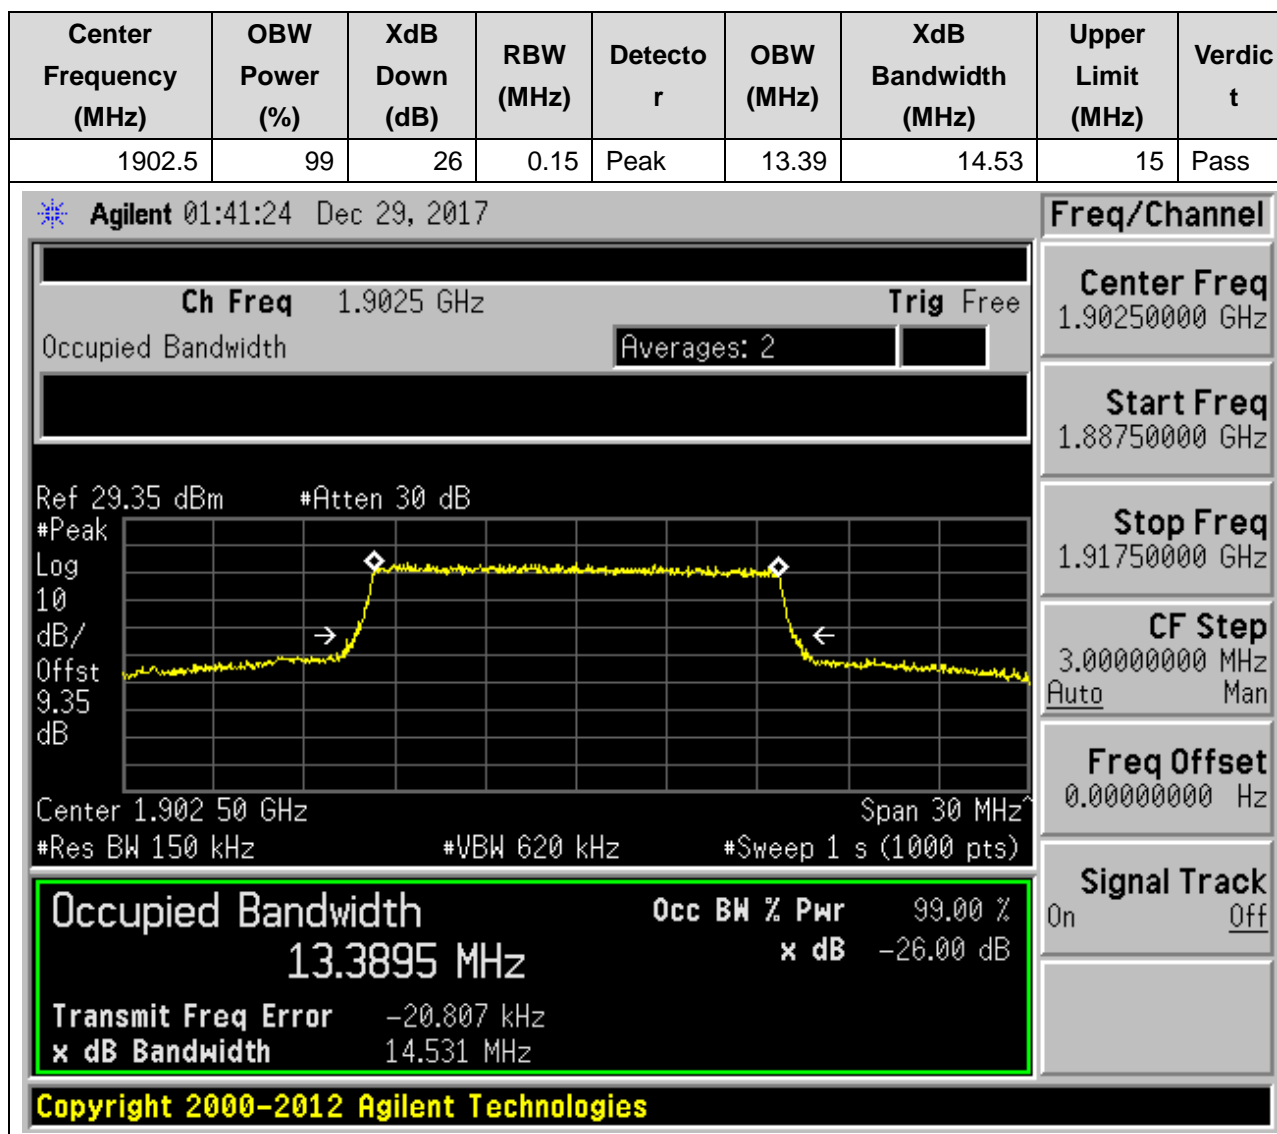 Center Frequency (MHz) OBW Power (%) XdB Down (dB) RBW (MHz) Detecto r OBW (MHz) XdB Bandwidth (MHz) Upper Limit (MHz) Verdic t
1902.5 99 26 0.15 Peak 13.39 14.53 15 Pass
Agilent 01:41:24 Dec 29, 2017
Freq/Channel
Ch Freq 1.9025 GHz Trig Free
Occupied Bandwidth Averages: 2
Center Freq
1.90250000 GHz
Start Freq
1.88750000 GHz
Stop Freq
1.91750000 GHz
CF Step
3.00000000 MHz
Auto Man
Freq Offset
0.00000000 Hz
Signal Track
On Off
Ref 29.35 dBm #Atten 30 dB
#Peak
Log
10
dB/
Offst
9.35
dB
Center 1.902 50 GHz Span 30 MHz^
#Res BW 150 kHz #VBW 620 kHz #Sweep 1 s (1000 pts)
Occupied Bandwidth Occ BW % Pwr 99.00 %
13.3895 MHz x dB -26.00 dB
Transmit Freq Error -20.807 kHz
x dB Bandwidth 14.531 MHz
Copyright 2000-2012 Agilent Technologies